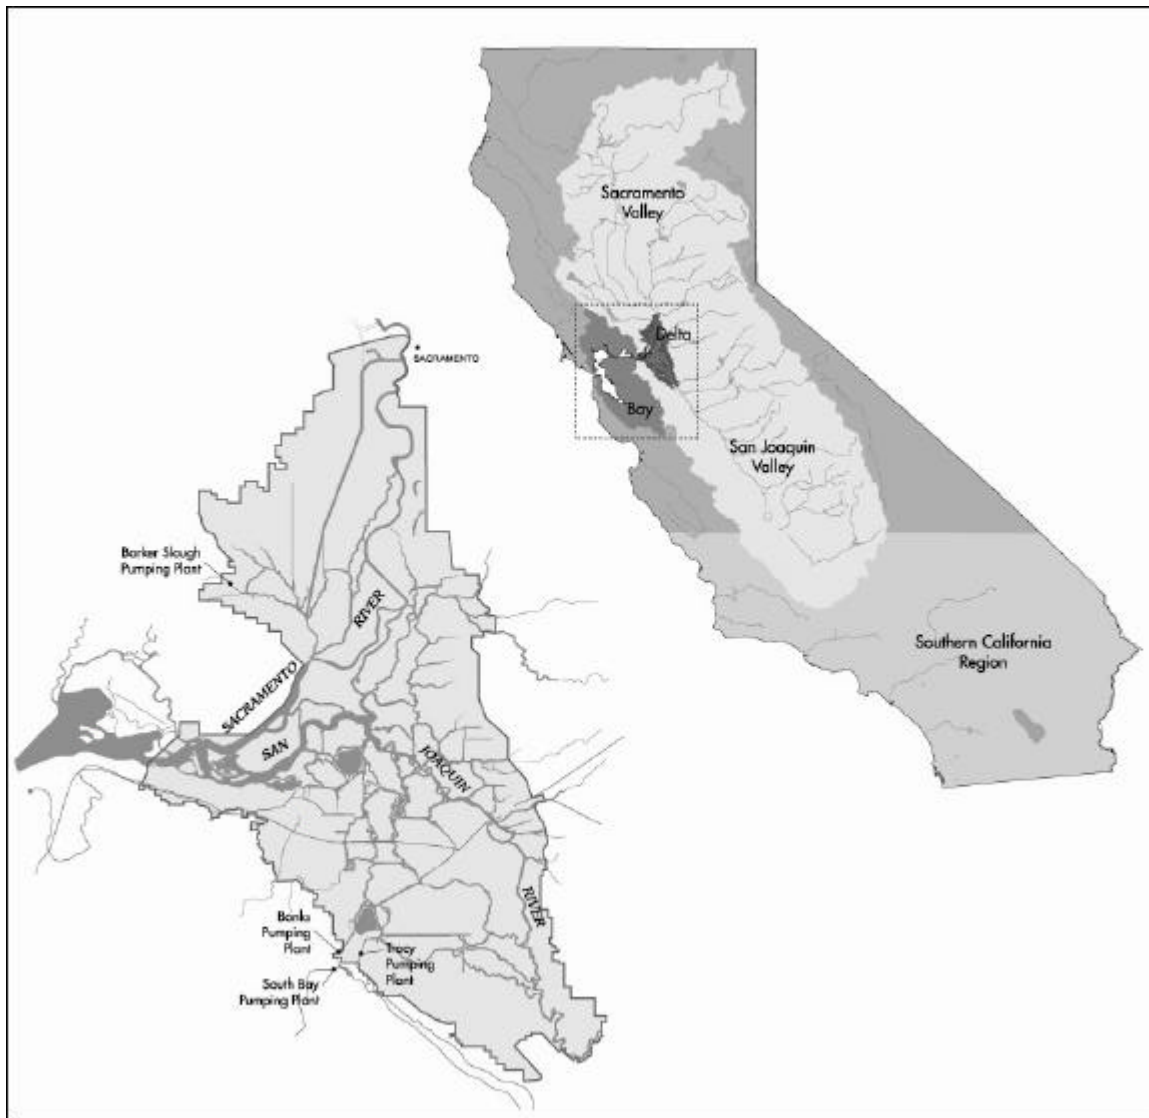 Sacramento
Valley
Delta
Bay
San Joaquin
Valley
Southern California
Region
SACRAMENTO
Barker Slough
Pumping Plant
RIVER
SACRAMENTO
SAN
JOAQUIN
RIVER
Banks
Pumping
Plant
Tracy
Pumping
Plant
South Bay
Pumping Plant